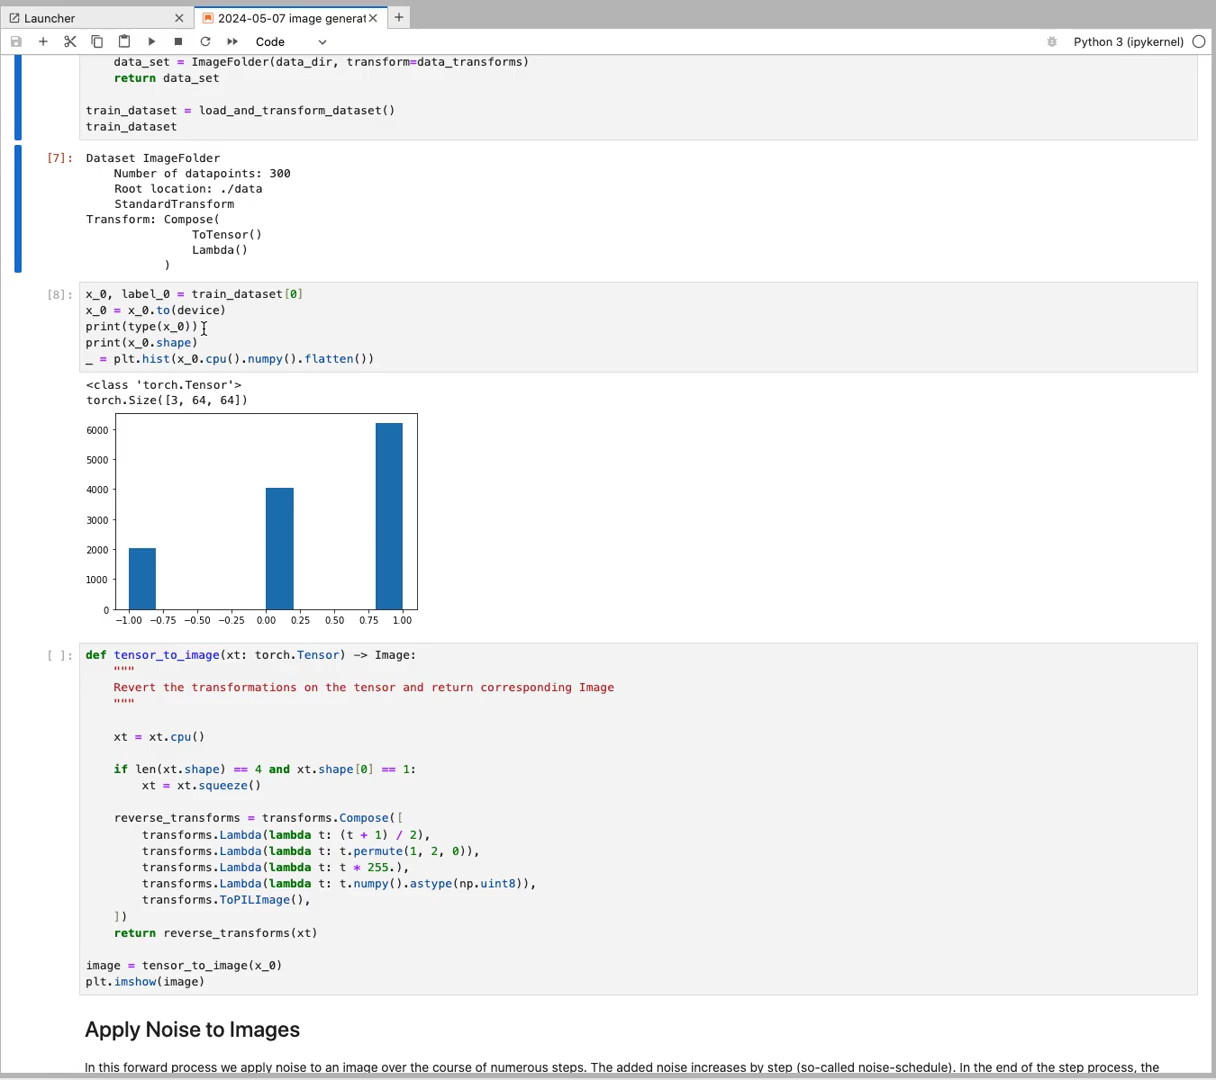 Launcher
2024-05-07 image generat
Code
Python 3 (ipykernel)
data_set = ImageFolder(data_dir, transform=data_transforms)
return data_set
train_dataset = load_and_transform_dataset()
train_dataset
[7]:
Dataset ImageFolder
Number of datapoints: 300
Root location: ./data
StandardTransform
Transform: Compose(
ToTensor()
Lambda()
)
[8]:
x_0, label_0 = train_dataset[0]
x_0 = x_0.to(device)
print(type(x_0))
print(x_0.shape)
_ = plt.hist(x_0.cpu().numpy().flatten())
<class 'torch.Tensor'>
torch.Size([3, 64, 64])
6000
5000
4000
3000
2000
1000
0
−1.00 −0.75 −0.50 −0.25 0.00 0.25 0.50 0.75 1.00
[ ]:
def tensor_to_image(xt: torch.Tensor) -> Image:
"""
Revert the transformations on the tensor and return corresponding Image
"""
xt = xt.cpu()
if len(xt.shape) == 4 and xt.shape[0] == 1:
xt = xt.squeeze()
reverse_transforms = transforms.Compose([
transforms.Lambda(lambda t: (t + 1) / 2),
transforms.Lambda(lambda t: t.permute(1, 2, 0)),
transforms.Lambda(lambda t: t * 255.),
transforms.Lambda(lambda t: t.numpy().astype(np.uint8)),
transforms.ToPILImage(),
])
return reverse_transforms(xt)
image = tensor_to_image(x_0)
plt.imshow(image)
Apply Noise to Images
In this forward process we apply noise to an image over the course of numerous steps. The added noise increases by step (so-called noise-schedule). In the end of the step process, the